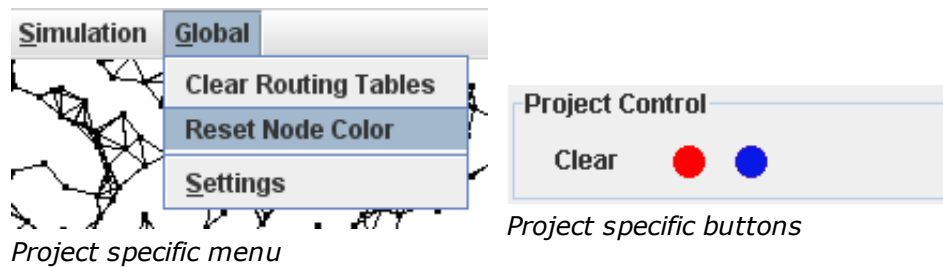 Simulation Global
Clear Routing Tables
Reset Node Color
Settings
Project specific menu
Project Control
Clear
Project specific buttons